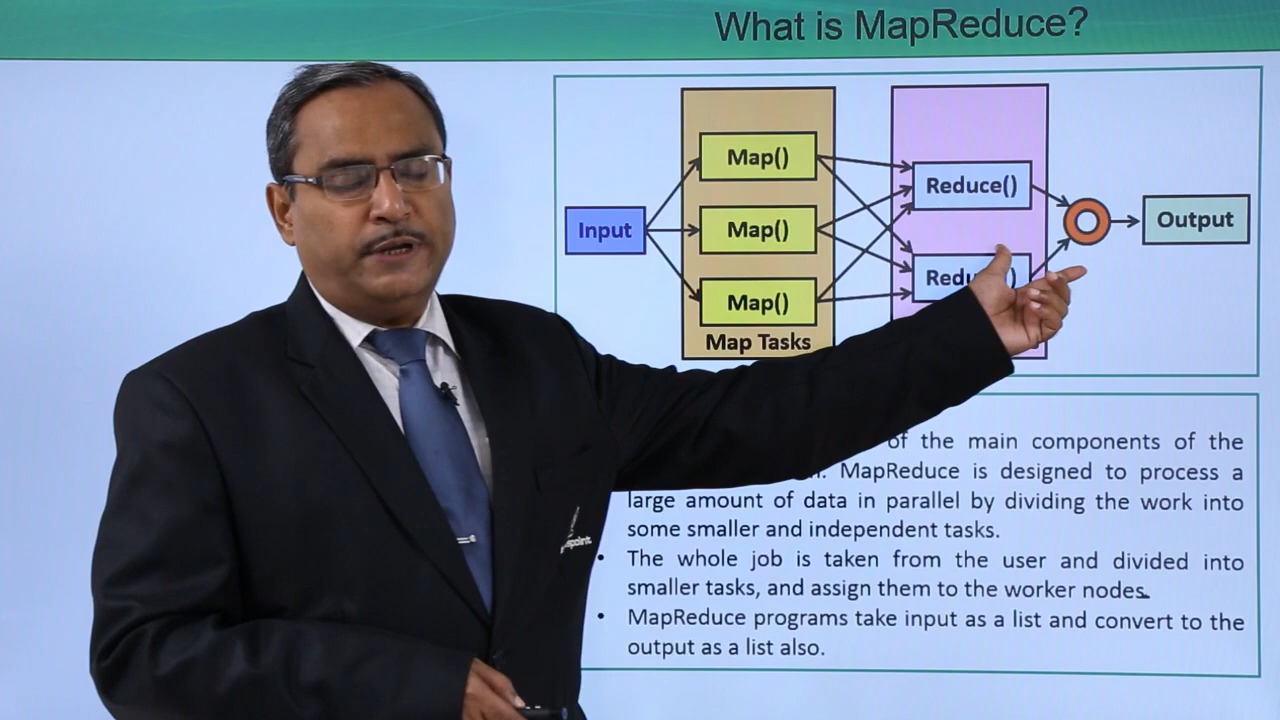 What is MapReduce?
Map()
Reduce()
Input
Map()
Output
Map()
Map Tasks
of the main components of the
MapReduce is designed to process a
large amount of data in parallel by dividing the work into
some smaller and independent tasks.
• The whole job is taken from the user and divided into
smaller tasks, and assign them to the worker nodes.
• MapReduce programs take input as a list and convert to the
output as a list also.